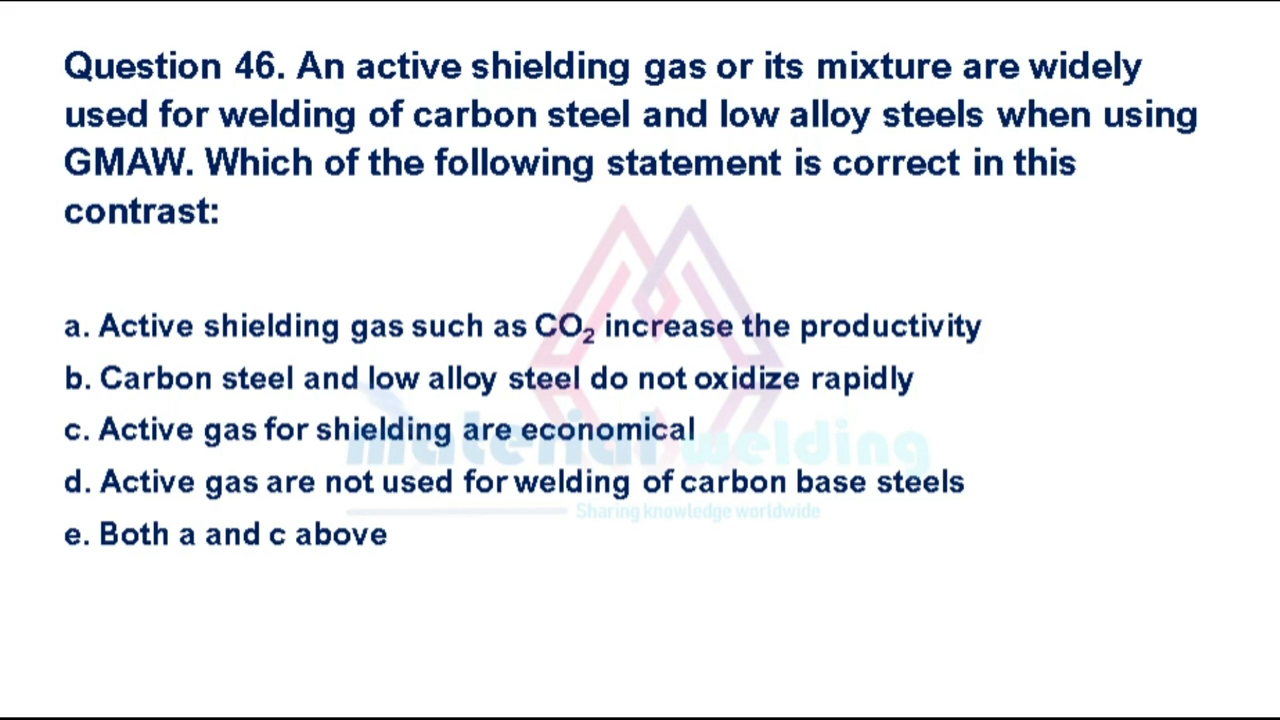 Question 46. An active shielding gas or its mixture are widely
used for welding of carbon steel and low alloy steels when using
GMAW. Which of the following statement is correct in this
contrast:
a. Active shielding gas such as CO₂ increase the productivity
b. Carbon steel and low alloy steel do not oxidize rapidly
c. Active gas for shielding are economical
material welding
d. Active gas are not used for welding of carbon base steels
Sharing knowledge worldwide
e. Both a and c above